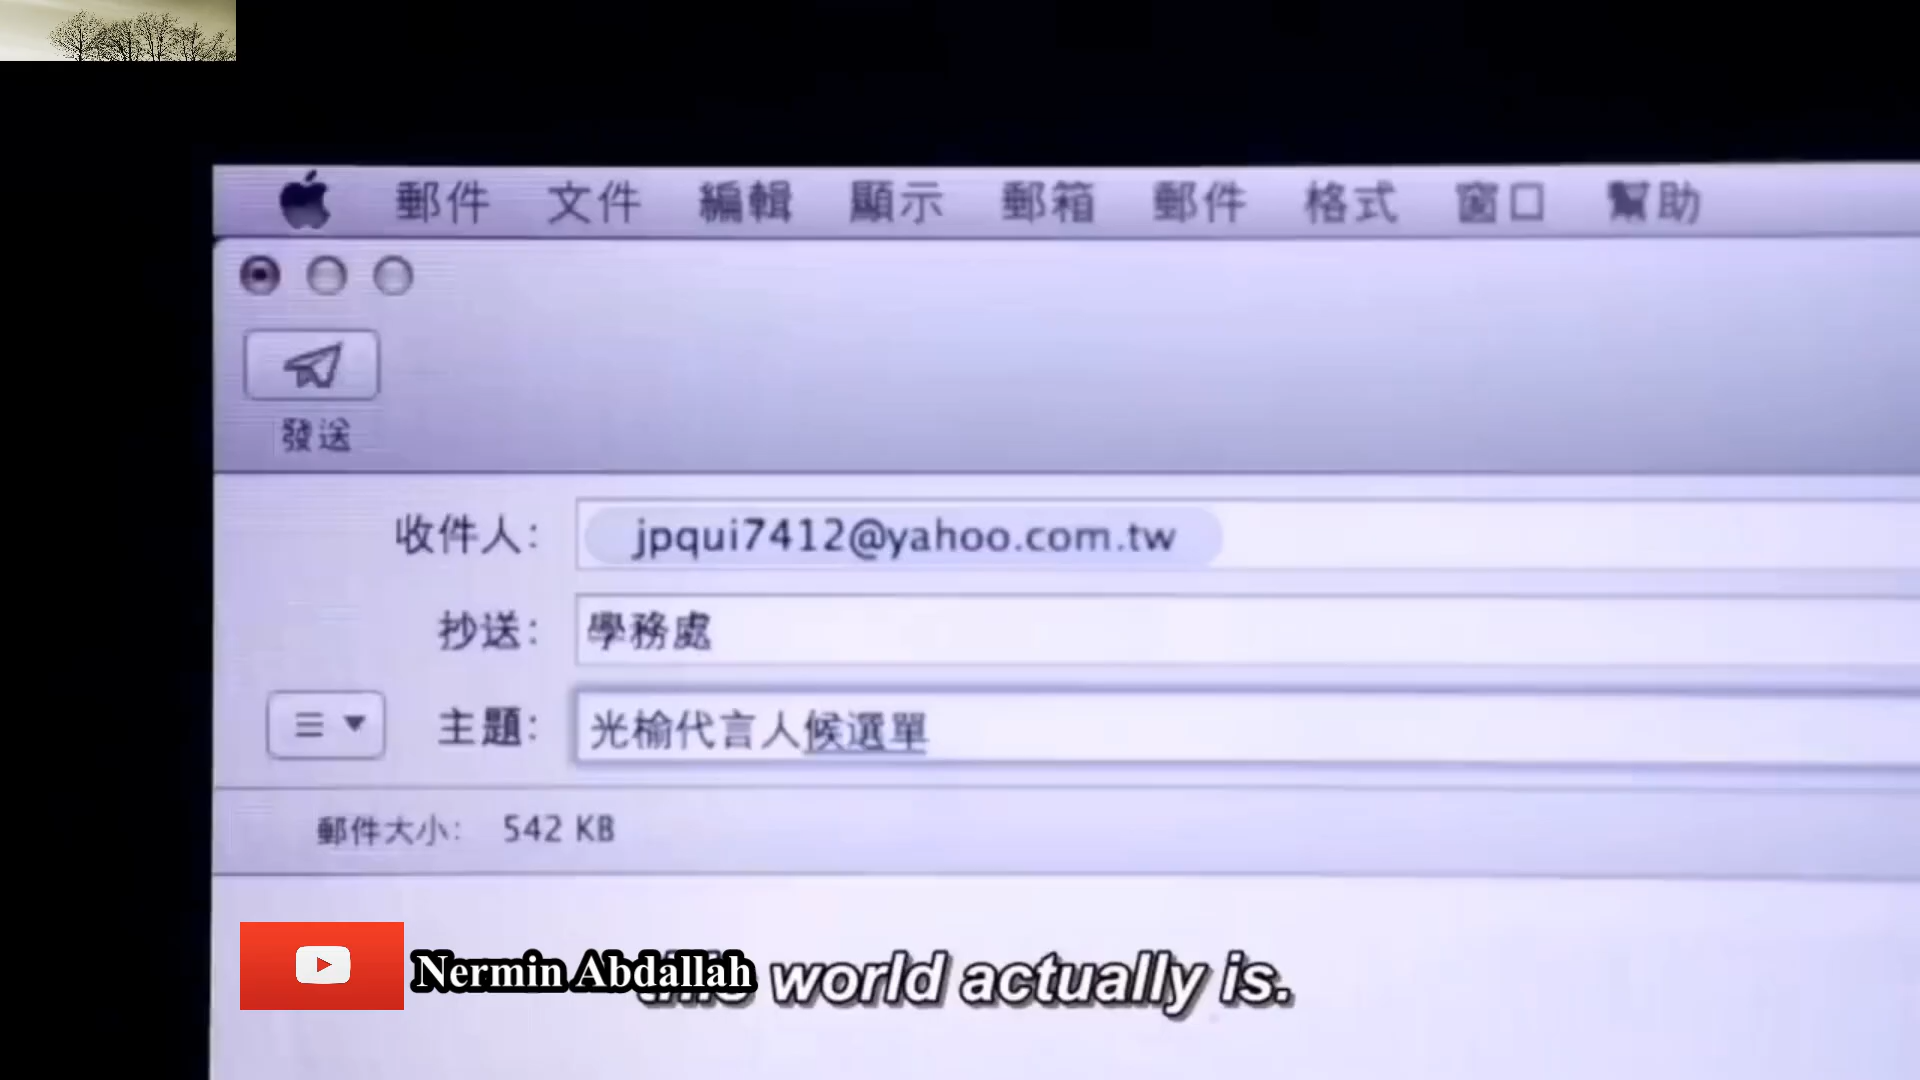 郵件 文件 編輯 顯示 郵箱 郵件 格式 窗口 幫助
發送
收件人: jpqui7412@yahoo.com.tw
抄送: 學務處
主題: 光榆代言人候選單
郵件大小: 542 KB
Nermin Abdallah
this world actually is.